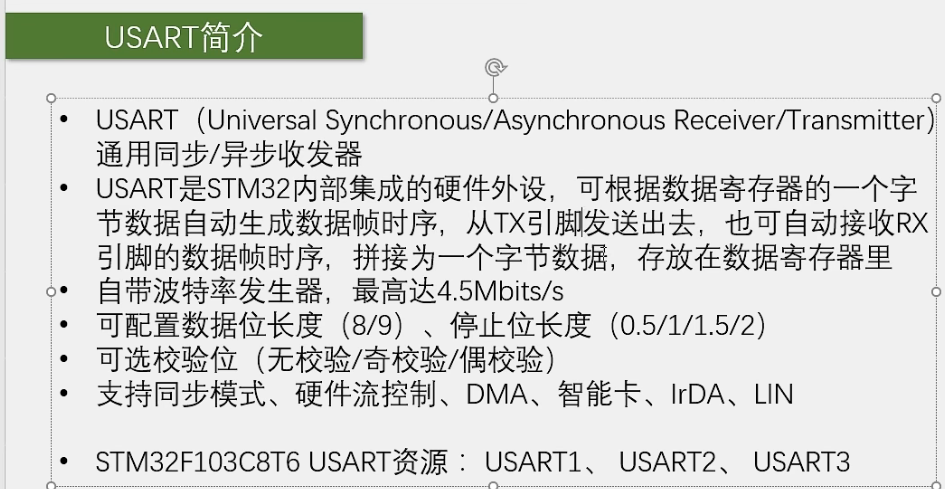 USART简介
• USART（Universal Synchronous/Asynchronous Receiver/Transmitter）
通用同步/异步收发器
• USART是STM32内部集成的硬件外设，可根据数据寄存器的一个字
节数据自动生成数据帧时序，从TX引脚发送出去，也可自动接收RX
引脚的数据帧时序，拼接为一个字节数据，存放在数据寄存器里
• 自带波特率发生器，最高达4.5Mbits/s
• 可配置数据位长度（8/9）、停止位长度（0.5/1/1.5/2）
• 可选校验位（无校验/奇校验/偶校验）
• 支持同步模式、硬件流控制、DMA、智能卡、IrDA、LIN
• STM32F103C8T6 USART资源： USART1、 USART2、 USART3